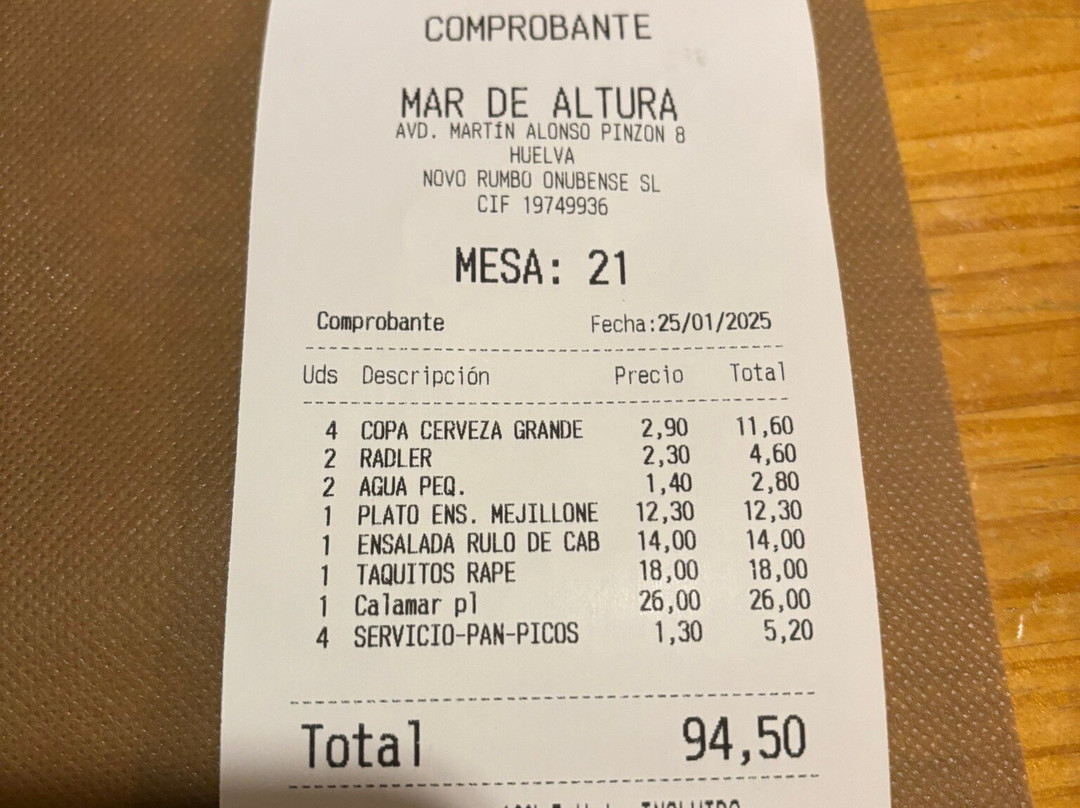 COMPROBANTE
MAR DE ALTURA
AVD. MARTÍN ALONSO PINZON 8
HUELVA
NOVO RUMBO ONUBENSE SL
CIF 19749936
MESA: 21
Comprobante Fecha:25/01/2025
Uds Descripción Precio Total
4 COPA CERVEZA GRANDE 2,90 11,60
2 RADLER 2,30 4,60
2 AGUA PEQ. 1,40 2,80
1 PLATO ENS. MEJILLONE 12,30 12,30
1 ENSALADA RULO DE CAB 14,00 14,00
1 TAQUITOS RAPE 18,00 18,00
1 Calamar pl 26,00 26,00
4 SERVICIO-PAN-PICOS 1,30 5,20
Total 94,50